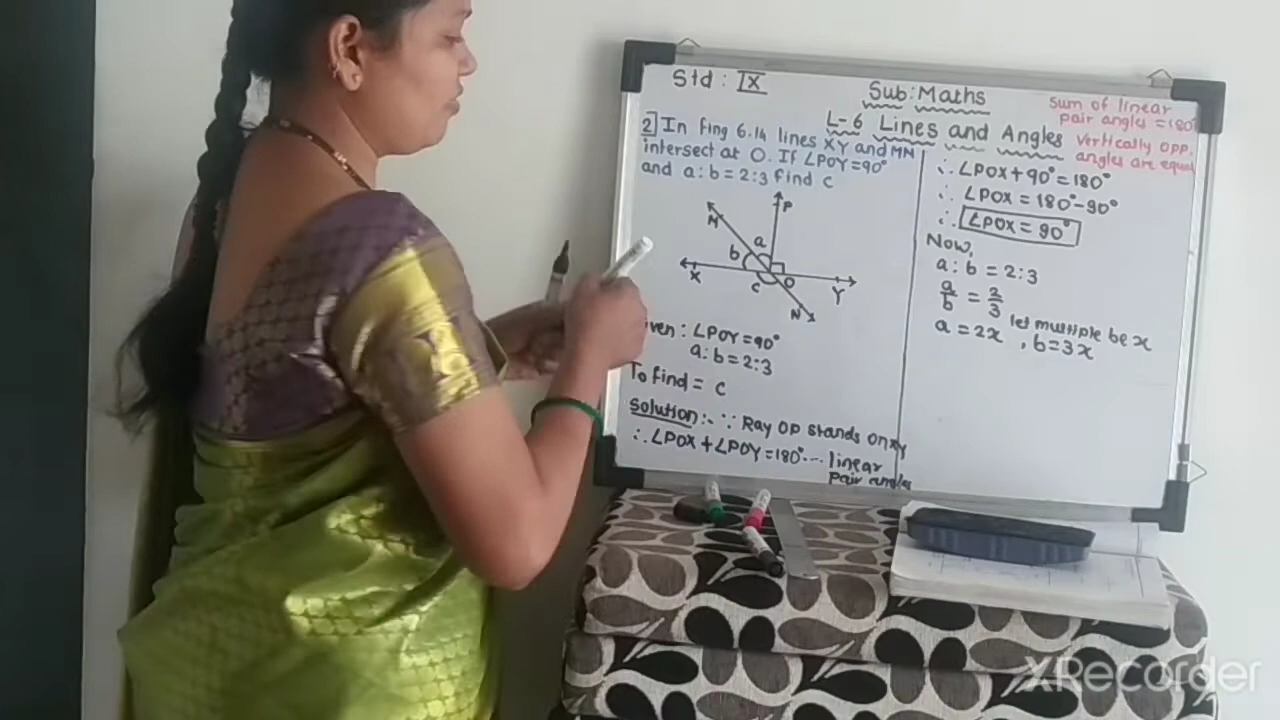 Std : IX
Sub: Maths
L-6 Lines and Angles
Sum of linear
pair angles = 180°
Vertically opp.
angles are equal
2] In fing 6.14 lines XY and MN
intersect at O. If ∠POY = 90°
and a:b = 2:3 find c
P
M
a
b
X
c
O
Y
N
: ∠POY = 90°
a:b = 2:3
To find = c
Solution:- ∵ Ray OP stands on XY
∴ ∠POX + ∠POY = 180° --- linear
pair angles
∴ ∠POX + 90° = 180°
∴ ∠POX = 180° - 90°
∴ ∠POX = 90°
Now,
a : b = 2:3
a/b = 2/3
let multiple be x
a = 2x , b = 3x
XRecorder